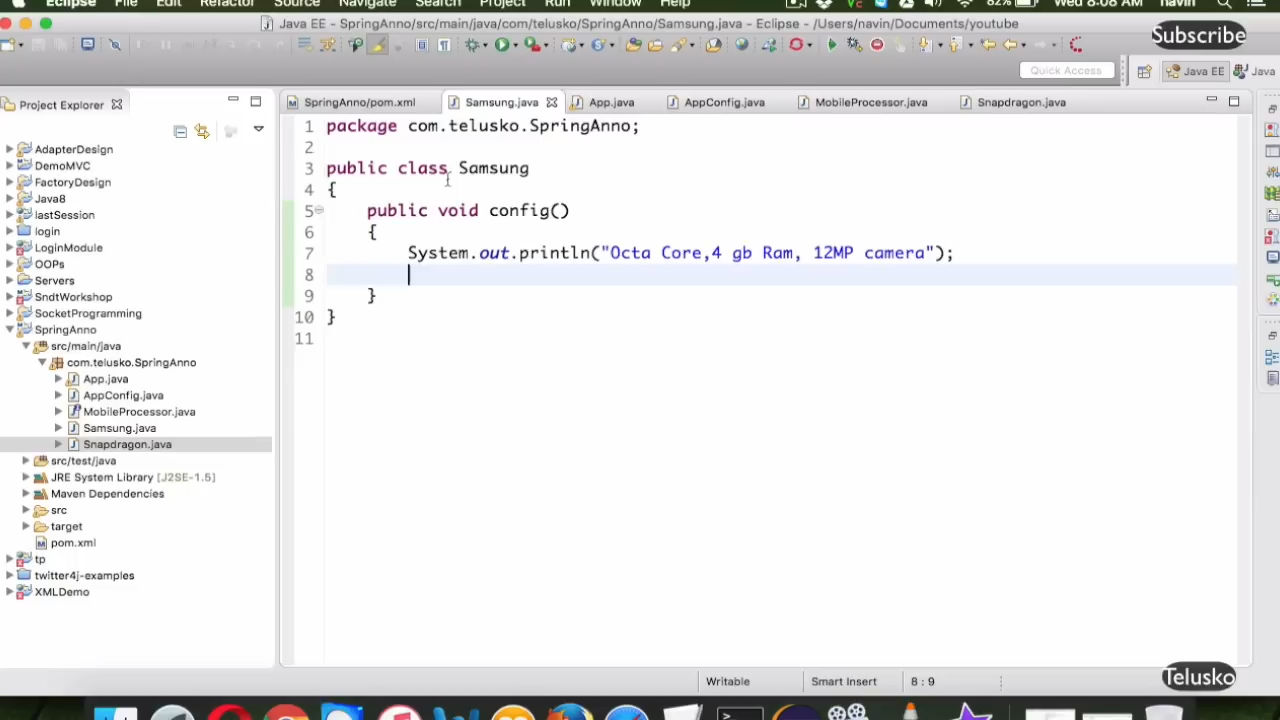 Eclipse File Edit Refactor Source Navigate Search Project Run Window Help 82% Wed 8:08 AM navin
Java EE - SpringAnno/src/main/java/com/telusko/SpringAnno/Samsung.java - Eclipse - /Users/navin/Documents/youtube
Subscribe
Quick Access
Java EE
Java
Project Explorer
SpringAnno/pom.xml
Samsung.java
App.java
AppConfig.java
MobileProcessor.java
Snapdragon.java
AdapterDesign
DemoMVC
FactoryDesign
Java8
lastSession
login
LoginModule
OOPs
Servers
SndtWorkshop
SocketProgramming
SpringAnno
src/main/java
com.telusko.SpringAnno
App.java
AppConfig.java
MobileProcessor.java
Samsung.java
Snapdragon.java
src/test/java
JRE System Library [J2SE-1.5]
Maven Dependencies
src
target
pom.xml
tp
twitter4j-examples
XMLDemo
1 package com.telusko.SpringAnno;
2
3 public class Samsung
4 {
5 public void config()
6 {
7 System.out.println("Octa Core,4 gb Ram, 12MP camera");
8
9 }
10 }
11
Writable
Smart Insert
8 : 9
Telusko